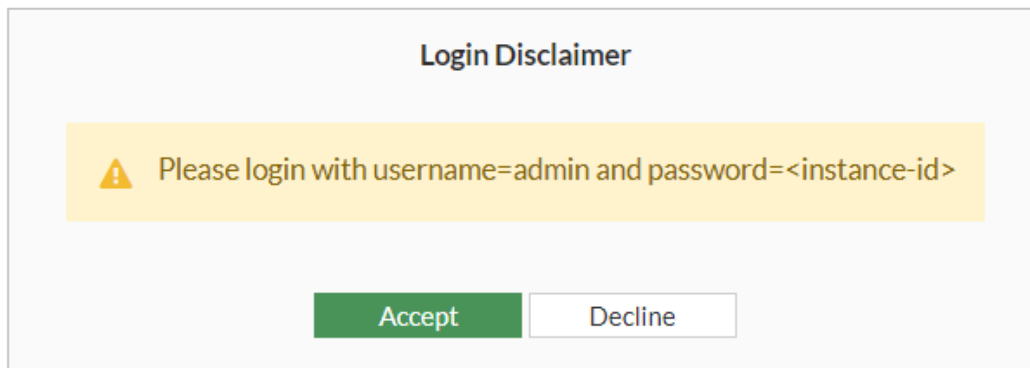 Login Disclaimer
Please login with username=admin and password=<instance-id>
Accept
Decline